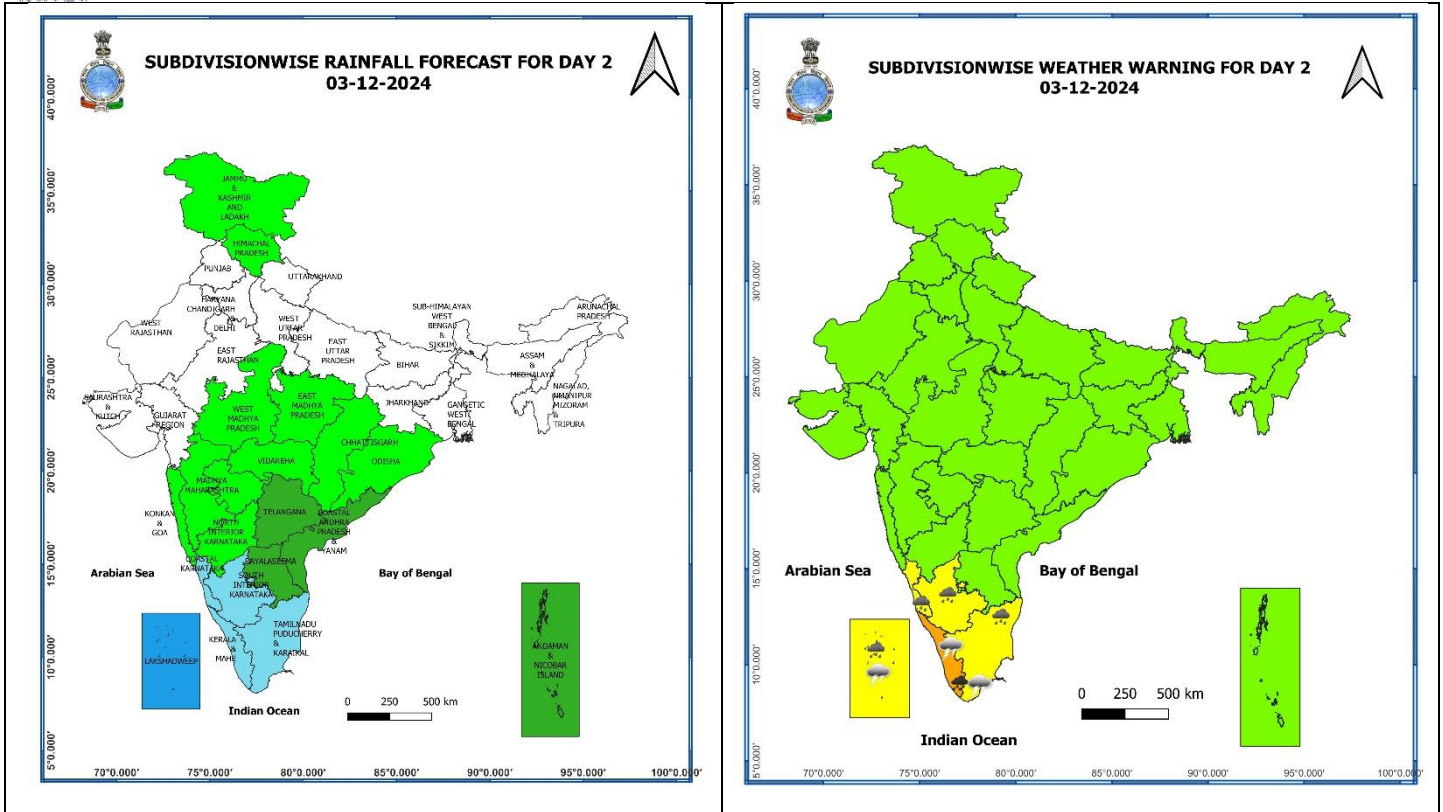 SUBDIVISIONWISE RAINFALL FORECAST FOR DAY 2
03-12-2024
40°0.000'
35°0.000'
30°0.000'
25°0.000'
20°0.000'
15°0.000'
10°0.000'
5°0.000'
JAMMU
&
KASHMIR
AND
LADAKH
HIMACHAL
PRADESH
PUNJAB
UTTARAKHAND
HARYANA
CHANDIGARH
&
DELHI
WEST
RAJASTHAN
WEST
UTTAR
PRADESH
SUB-HIMALAYAN
WEST
BENGAL
&
SIKKIM
ARUNACHAL
PRADESH
EAST
RAJASTHAN
EAST
UTTAR
PRADESH
BIHAR
ASSAM
&
MEGHALAYA
NAGALAD,
MANIPUR
MIZORAM
&
TRIPURA
SAURASHTRA
&
KUTCH
GUJARAT
REGION
WEST
MADHYA
PRADESH
EAST
MADHYA
PRADESH
JHARKHAND
GANGETIC
WEST
BENGAL
CHHATTISGARH
VIDARBHA
ODISHA
MADHYA
MAHARASHTRA
KONKAN
&
GOA
NORTH
INTERIOR
KARNATAKA
TELANGANA
COASTAL
ANDHRA
PRADESH
&
YANAM
COASTAL
KARNATAKA
RAYALASEEMA
SOUTH
INTERIOR
KARNATAKA
Arabian Sea
Bay of Bengal
TAMILNADU
PUDUCHERRY
&
KARAIKAL
KERALA
&
MAHE
LAKSHADWEEP
ANDAMAN
&
NICOBAR
ISLAND
Indian Ocean
0 250 500 km
70°0.000' 75°0.000' 80°0.000' 85°0.000' 90°0.000' 95°0.000' 100°0.000'
SUBDIVISIONWISE WEATHER WARNING FOR DAY 2
03-12-2024
40°0.000'
35°0.000'
30°0.000'
25°0.000'
20°0.000'
15°0.000'
10°0.000'
5°0.000'
Arabian Sea
Bay of Bengal
Indian Ocean
0 250 500 km
70°0.000' 75°0.000' 80°0.000' 85°0.000' 90°0.000' 95°0.000' 100°0.000'